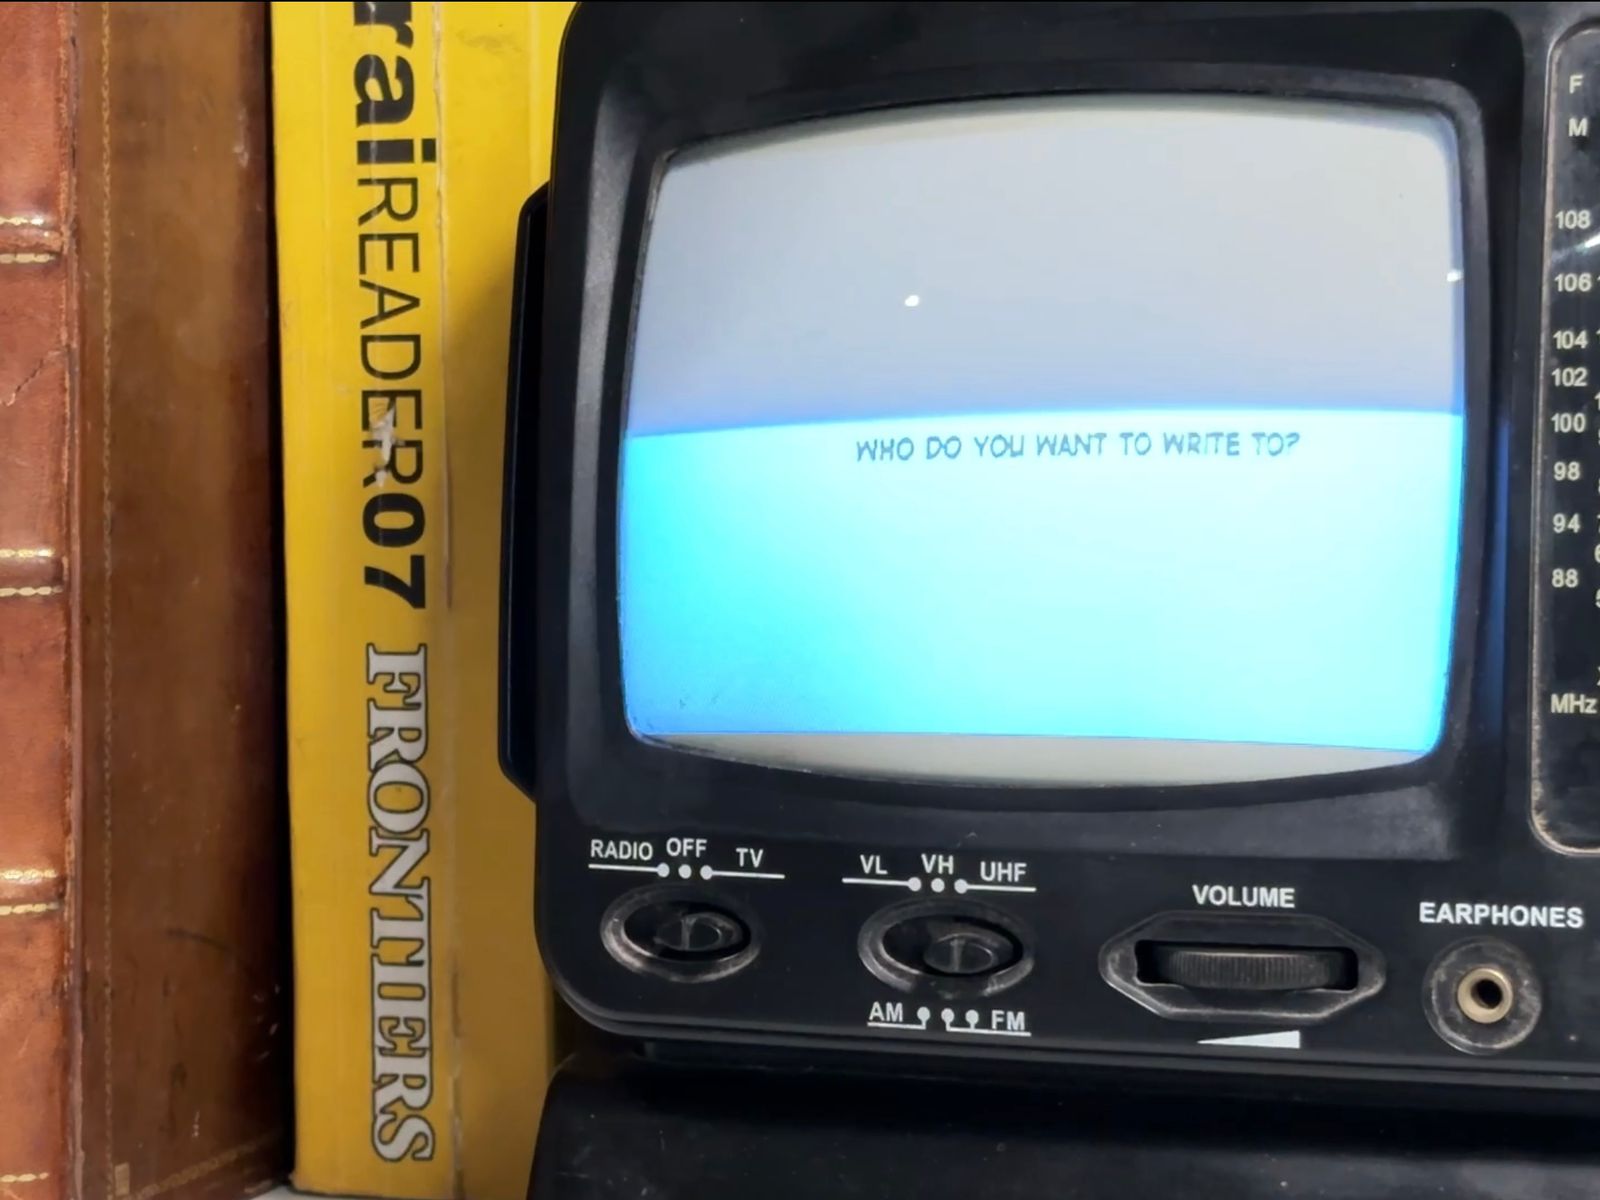 raiREADER07 FRONTIERS
WHO DO YOU WANT TO WRITE TO?
F
M
108
106
104
102
100
98
94
88
MHz
RADIO OFF TV
VL VH UHF
AM FM
VOLUME
EARPHONES